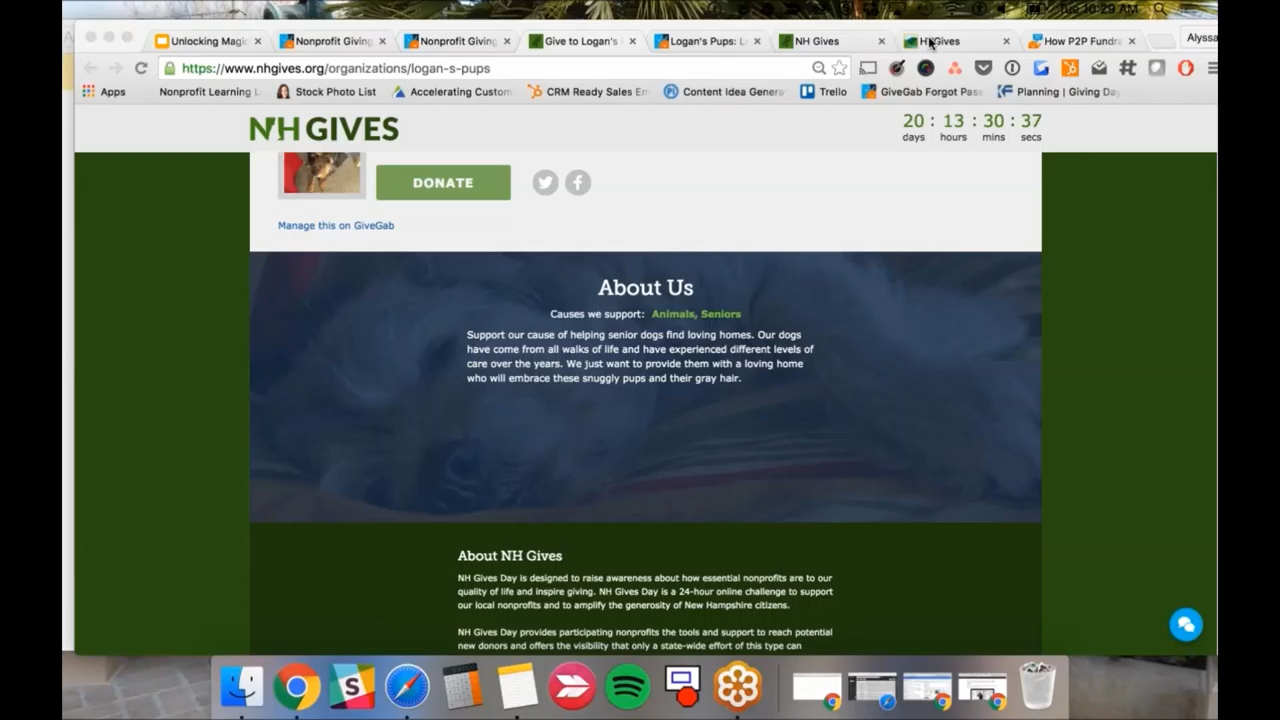 10:29 AM
Unlocking Magic
Nonprofit Giving
Nonprofit Giving
Give to Logan's
Logan's Pups: L
NH Gives
Gives
How P2P Fundra
Alyssa
https://www.nhgives.org/organizations/logan-s-pups
Apps
Nonprofit Learning L
Stock Photo List
Accelerating Custom
CRM Ready Sales Em
Content Idea Genera
Trello
GiveGab Forgot Pas
Planning | Giving Da
NH GIVES
20 : 13 : 30 : 37
days hours mins secs
DONATE
Manage this on GiveGab
About Us
Causes we support: Animals, Seniors
Support our cause of helping senior dogs find loving homes. Our dogs
have come from all walks of life and have experienced different levels of
care over the years. We just want to provide them with a loving home
who will embrace these snuggly pups and their gray hair.
About NH Gives
NH Gives Day is designed to raise awareness about how essential nonprofits are to our
quality of life and inspire giving. NH Gives Day is a 24-hour online challenge to support
our local nonprofits and to amplify the generosity of New Hampshire citizens.
NH Gives Day provides participating nonprofits the tools and support to reach potential
new donors and offers the visibility that only a state-wide effort of this type can